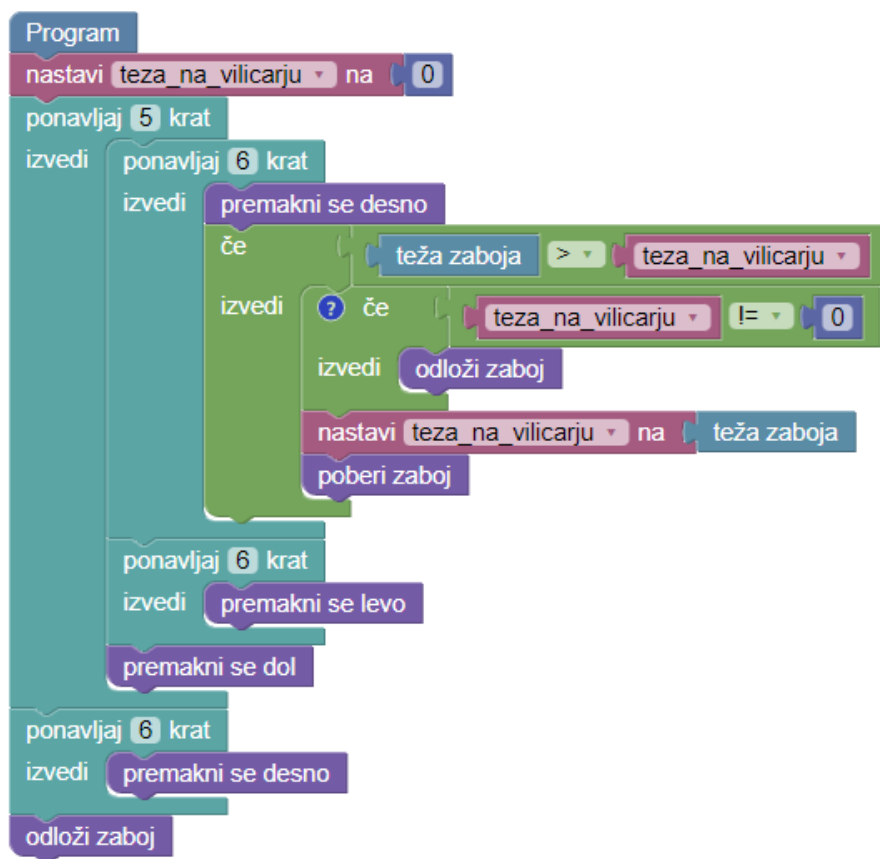 Program
nastavi teza_na_vilicarju na 0
ponavljaj 5 krat
izvedi ponavljaj 6 krat
izvedi premakni se desno
če teža zaboja > teza_na_vilicarju
izvedi ? če teza_na_vilicarju != 0
izvedi odloži zaboj
nastavi teza_na_vilicarju na teža zaboja
poberi zaboj
ponavljaj 6 krat
izvedi premakni se levo
premakni se dol
ponavljaj 6 krat
izvedi premakni se desno
odloži zaboj